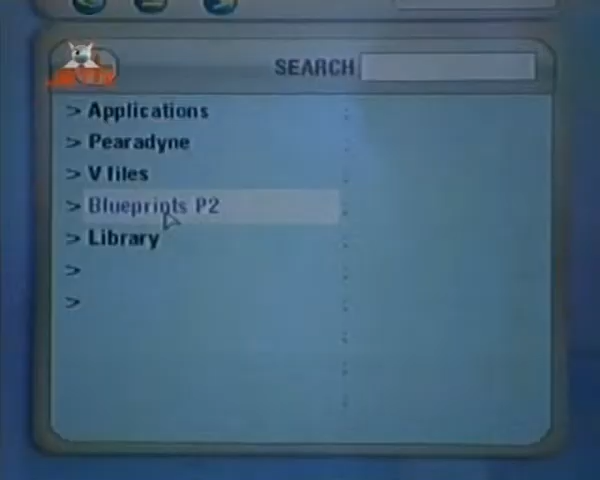 SEARCH
> Applications
> Pearadyne
> V files
> Blueprints P2
> Library
>
>